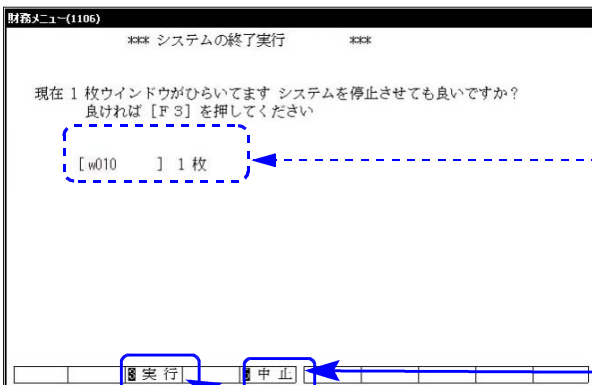 財務メニュー(1106)
*** システムの終了実行 ***
現在 1 枚ウインドウがひらいてます システムを停止させても良いですか?
良ければ [F3] を押してください
[w010 ] 1 枚
3 実 行 中 止